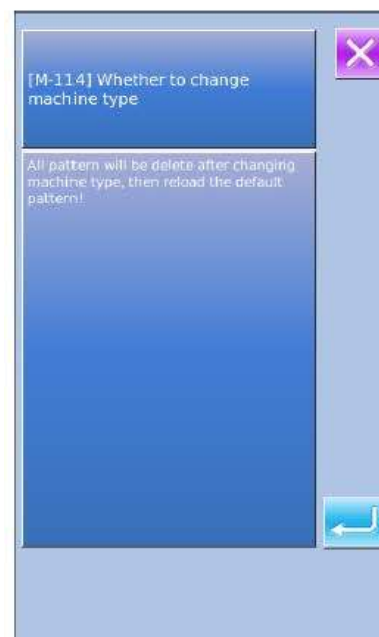 [M-114] Whether to change
machine type
All pattern will be delete after changing
machine type, then reload the default
pattern!